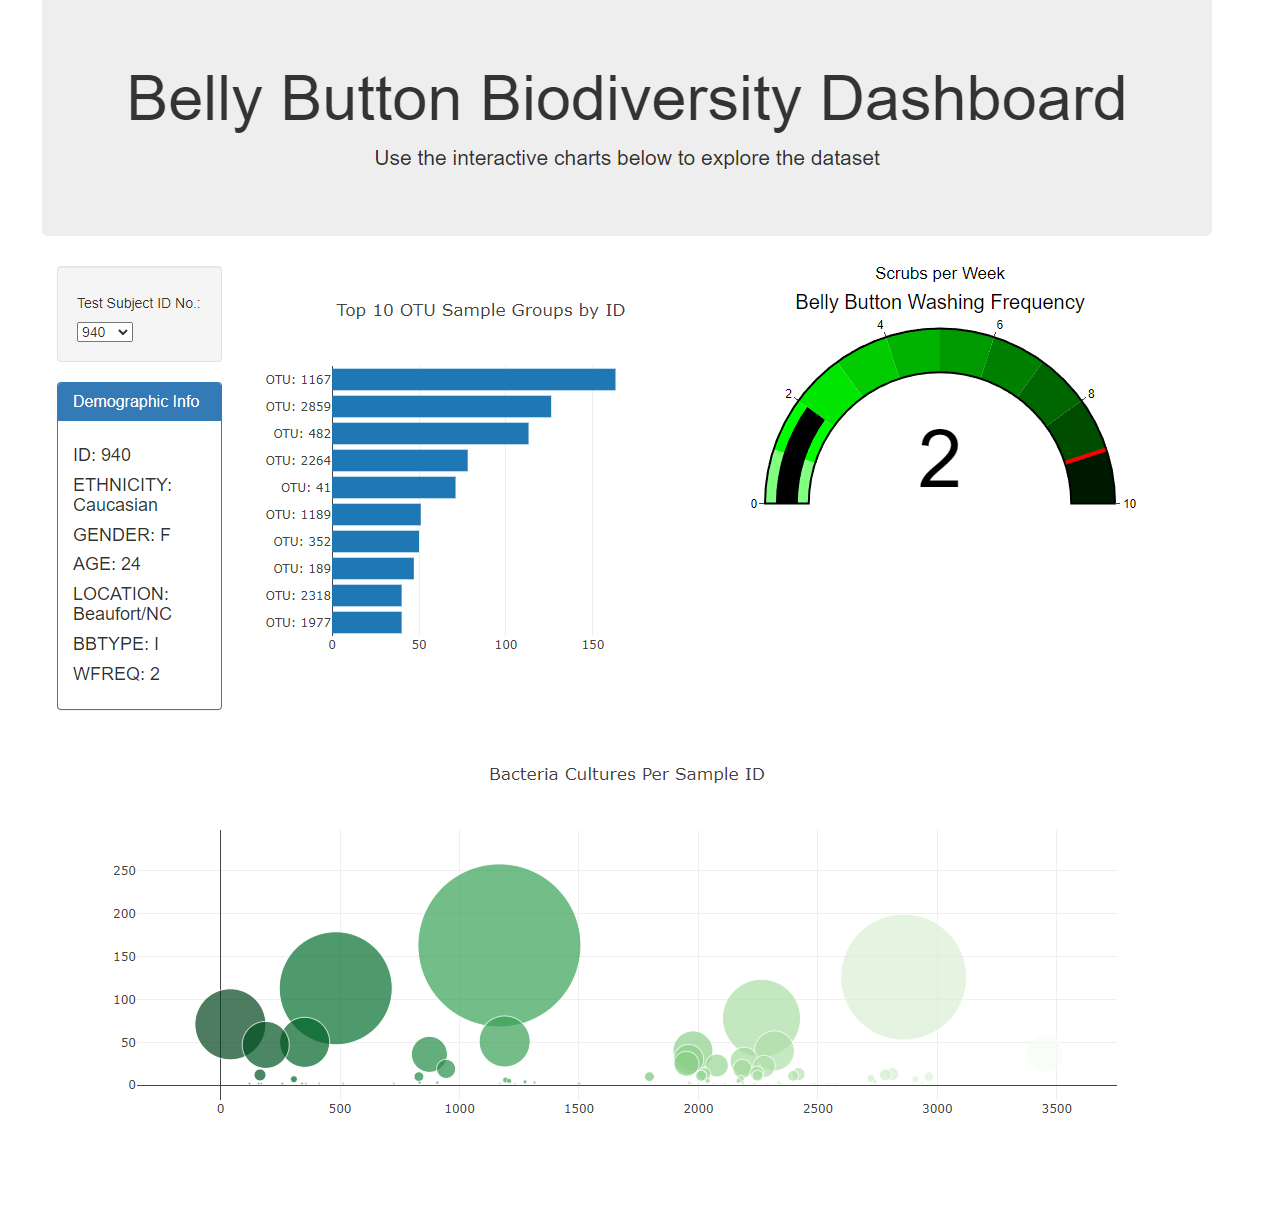 Belly Button Biodiversity Dashboard
Use the interactive charts below to explore the dataset
Test Subject ID No.:
940
Demographic Info
ID: 940
ETHNICITY:
Caucasian
GENDER: F
AGE: 24
LOCATION:
Beaufort/NC
BBTYPE: I
WFREQ: 2
Top 10 OTU Sample Groups by ID
OTU: 1167
OTU: 2859
OTU: 482
OTU: 2264
OTU: 41
OTU: 1189
OTU: 352
OTU: 189
OTU: 2318
OTU: 1977
0 50 100 150
Scrubs per Week
Belly Button Washing Frequency
4 6
2 8
2
0 10
Bacteria Cultures Per Sample ID
250
200
150
100
50
0
0 500 1000 1500 2000 2500 3000 3500